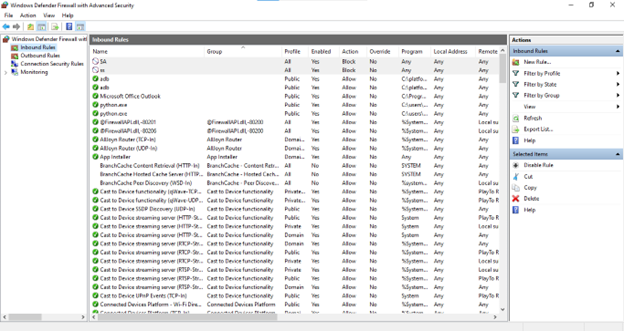 Windows Defender Firewall with Advanced Security
File Action View Help
Windows Defender Firewall witl
Inbound Rules
Outbound Rules
Connection Security Rules
Monitoring
Inbound Rules
Name Group Profile Enabled Action Override Program Local Address Remote
SA All Yes Block No Any Any Any
All Yes Block No Any Any Any
adb Public Yes Allow No C:\platfo... Any Any
Public Yes Allow No C:\platfo... Any Any
Microsoft Office Outlook Public Yes Allow No C:\Progr... Any Any
python.exe Public Yes Allow No C:\users\... Any Any
python.exe Public Yes Allow No C:\users\... Any Any
@FirewallAPI.dll,-80201 @FirewallAPI.dll,-80200 All Yes Allow No %System... Any Local su
@FirewallAPI.dll,-80206 @FirewallAPI.dll,-80200 All Yes Allow No %System... Any Local su
AllJoyn Router (TCP-In) AllJoyn Router Domai... Yes Allow No %System... Any Any
AllJoyn Router (UDP-In) AllJoyn Router Domai... Yes Allow No %System... Any Any
App Installer App Installer Domai... Yes Allow No Any Any Any
BranchCache Content Retrieval (HTTP-In) BranchCache - Content Retr... All No Allow No SYSTEM Any Any
BranchCache Hosted Cache Server (HTTP... BranchCache - Hosted Cach... All No Allow No SYSTEM Any Any
BranchCache Peer Discovery (WSD-In) BranchCache - Peer Discove... All No Allow No %system... Any Local su
Cast to Device functionality (qWave-TCP... Cast to Device functionality Private... Yes Allow No %System... Any PlayTo R
Cast to Device functionality (qWave-UDP... Cast to Device functionality Private... Yes Allow No %System... Any PlayTo R
Cast to Device SSDP Discovery (UDP-In) Cast to Device functionality Public Yes Allow No %System... Any Any
Cast to Device streaming server (HTTP-St... Cast to Device functionality Public Yes Allow No System Any PlayTo R
Cast to Device streaming server (HTTP-St... Cast to Device functionality Private Yes Allow No System Any Local su
Cast to Device streaming server (HTTP-St... Cast to Device functionality Domain Yes Allow No System Any Any
Cast to Device streaming server (RTCP-Str... Cast to Device functionality Domain Yes Allow No %System... Any Any
Cast to Device streaming server (RTCP-Str... Cast to Device functionality Public Yes Allow No %System... Any PlayTo R
Cast to Device streaming server (RTCP-Str... Cast to Device functionality Private Yes Allow No %System... Any Local su
Cast to Device streaming server (RTSP-Str... Cast to Device functionality Private Yes Allow No %System... Any Local su
Cast to Device streaming server (RTSP-Str... Cast to Device functionality Public Yes Allow No %System... Any PlayTo R
Cast to Device streaming server (RTSP-Str... Cast to Device functionality Domain Yes Allow No %System... Any Any
Cast to Device UPnP Events (TCP-In) Cast to Device functionality Public Yes Allow No System Any PlayTo R
Connected Devices Platform - Wi-Fi Dire... Connected Devices Platform Public Yes Allow No %System... Any Any
Actions
Inbound Rules
New Rule...
Filter by Profile
Filter by State
Filter by Group
View
Refresh
Export List...
Help
Selected Items
Disable Rule
Cut
Copy
Delete
Help